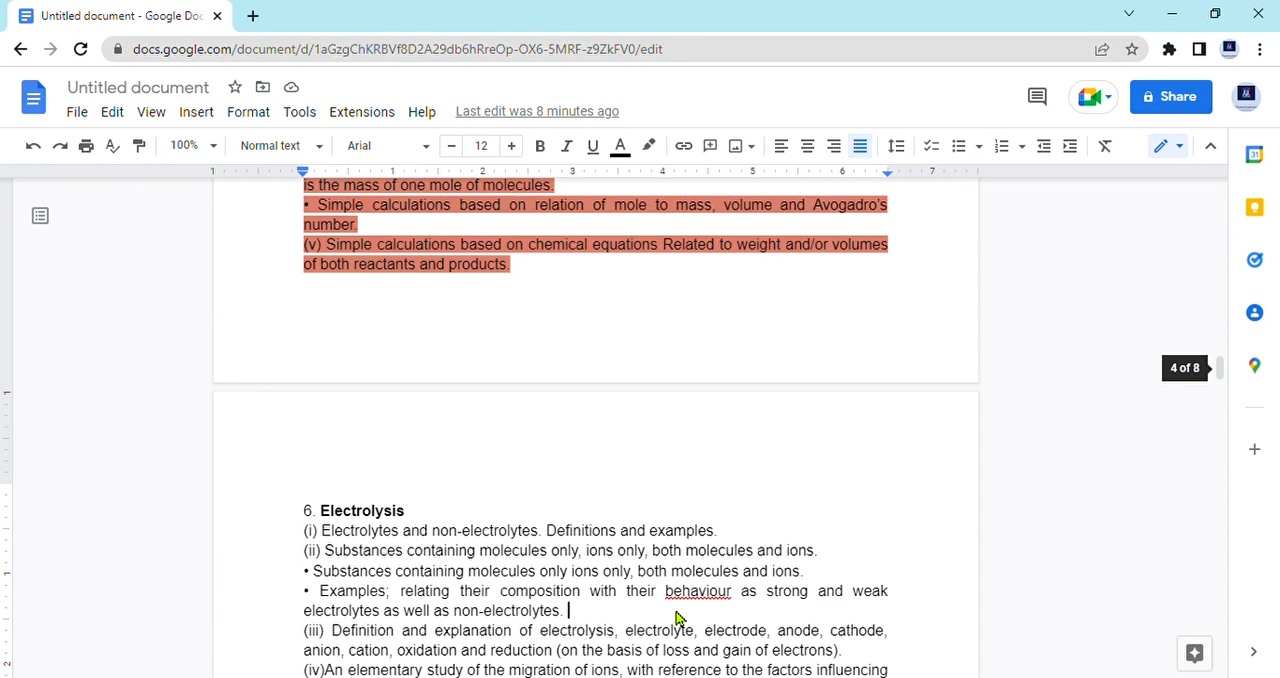 Untitled document - Google Doc
docs.google.com/document/d/1aGzgChKRBVf8D2A29db6hRreOp-OX6-5MRF-z9ZkFV0/edit
Untitled document
File Edit View Insert Format Tools Extensions Help Last edit was 8 minutes ago
Share
100% Normal text Arial 12
1 1 2 3 4 5 6 7
is the mass of one mole of molecules.
• Simple calculations based on relation of mole to mass, volume and Avogadro's
number.
(v) Simple calculations based on chemical equations Related to weight and/or volumes
of both reactants and products.
4 of 8
6. Electrolysis
(i) Electrolytes and non-electrolytes. Definitions and examples.
(ii) Substances containing molecules only, ions only, both molecules and ions.
• Substances containing molecules only ions only, both molecules and ions.
• Examples; relating their composition with their behaviour as strong and weak
electrolytes as well as non-electrolytes.
(iii) Definition and explanation of electrolysis, electrolyte, electrode, anode, cathode,
anion, cation, oxidation and reduction (on the basis of loss and gain of electrons).
(iv)An elementary study of the migration of ions, with reference to the factors influencing